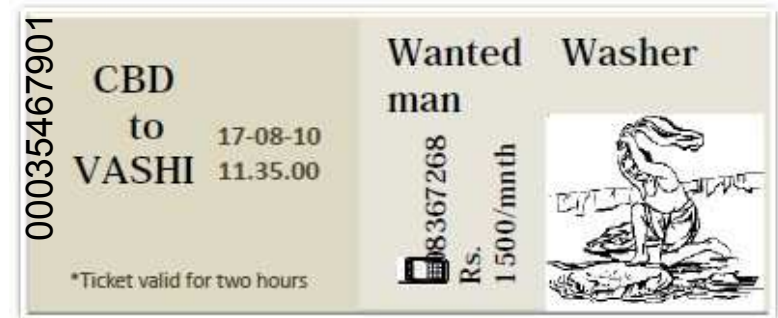 00035467901
CBD
to
VASHI
17-08-10
11.35.00
*Ticket valid for two hours
Wanted Washer
man
98367268
Rs.
1500/mnth